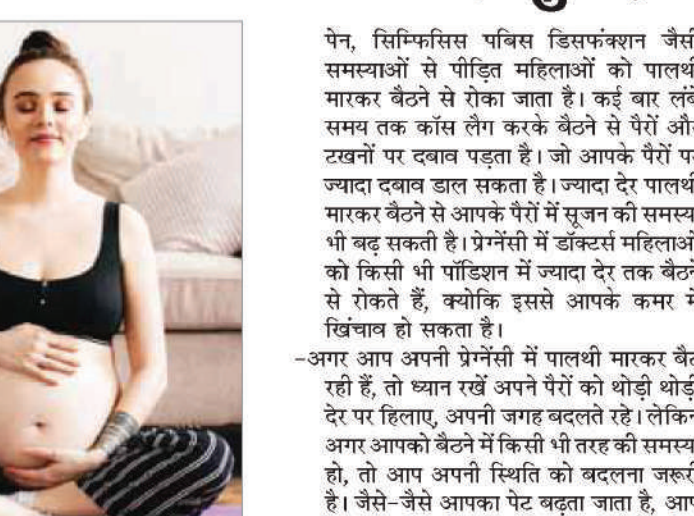 पेन, सिम्फिसिस पबिस डिसफंक्शन जैसी
समस्याओं से पीड़ित महिलाओं को पालथी
मारकर बैठने से रोका जाता है। कई बार लंबे
समय तक कॉस लैग करके बैठने से पैरों और
टखनों पर दबाव पड़ता है। जो आपके पैरों पर
ज्यादा दबाव डाल सकता है। ज्यादा देर पालथी
मारकर बैठने से आपके पैरों में सूजन की समस्या
भी बढ़ सकती है। प्रेग्नेंसी में डॉक्टर्स महिलाओं
को किसी भी पॉडिशन में ज्यादा देर तक बैठने
से रोकते हैं, क्योकि इससे आपके कमर में
खिंचाव हो सकता है।
-अगर आप अपनी प्रेग्नेंसी में पालथी मारकर बैठ
रही हैं, तो ध्यान रखें अपने पैरों को थोड़ी थोड़ी
देर पर हिलाए, अपनी जगह बदलते रहे। लेकिन
अगर आपको बैठने में किसी भी तरह की समस्या
हो, तो आप अपनी स्थिति को बदलना जरूरी
है। जैसे-जैसे आपका पेट बढ़ता जाता है, आप